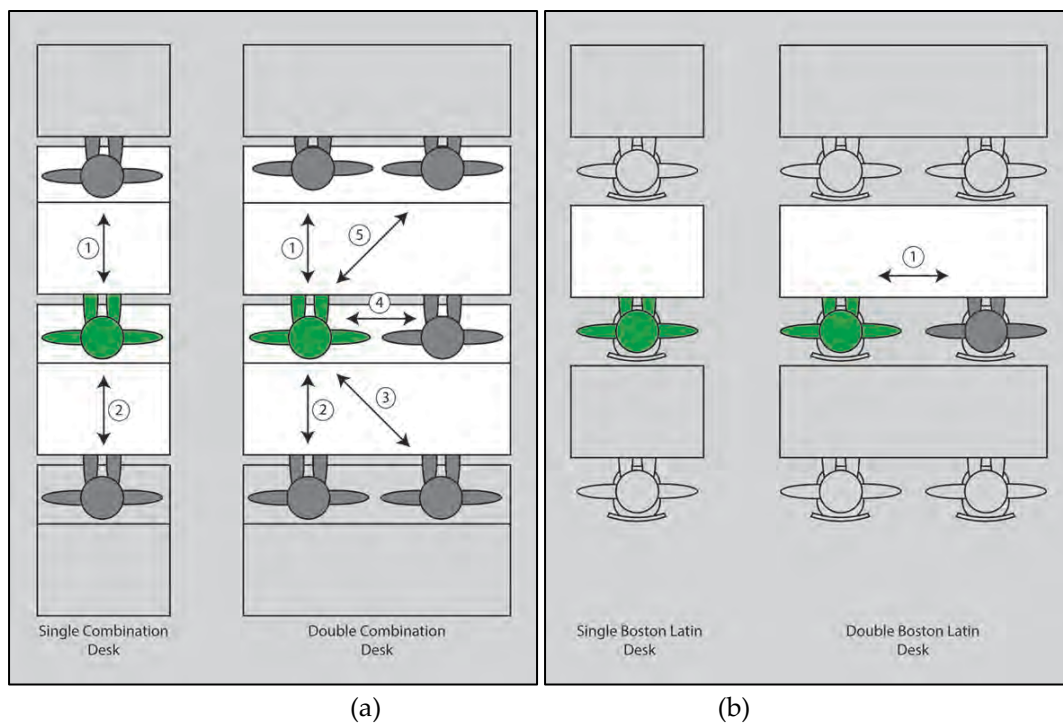 1
1
5
4
2
2
3
Single Combination
Desk
Double Combination
Desk
1
Single Boston Latin
Desk
Double Boston Latin
Desk
(a)
(b)